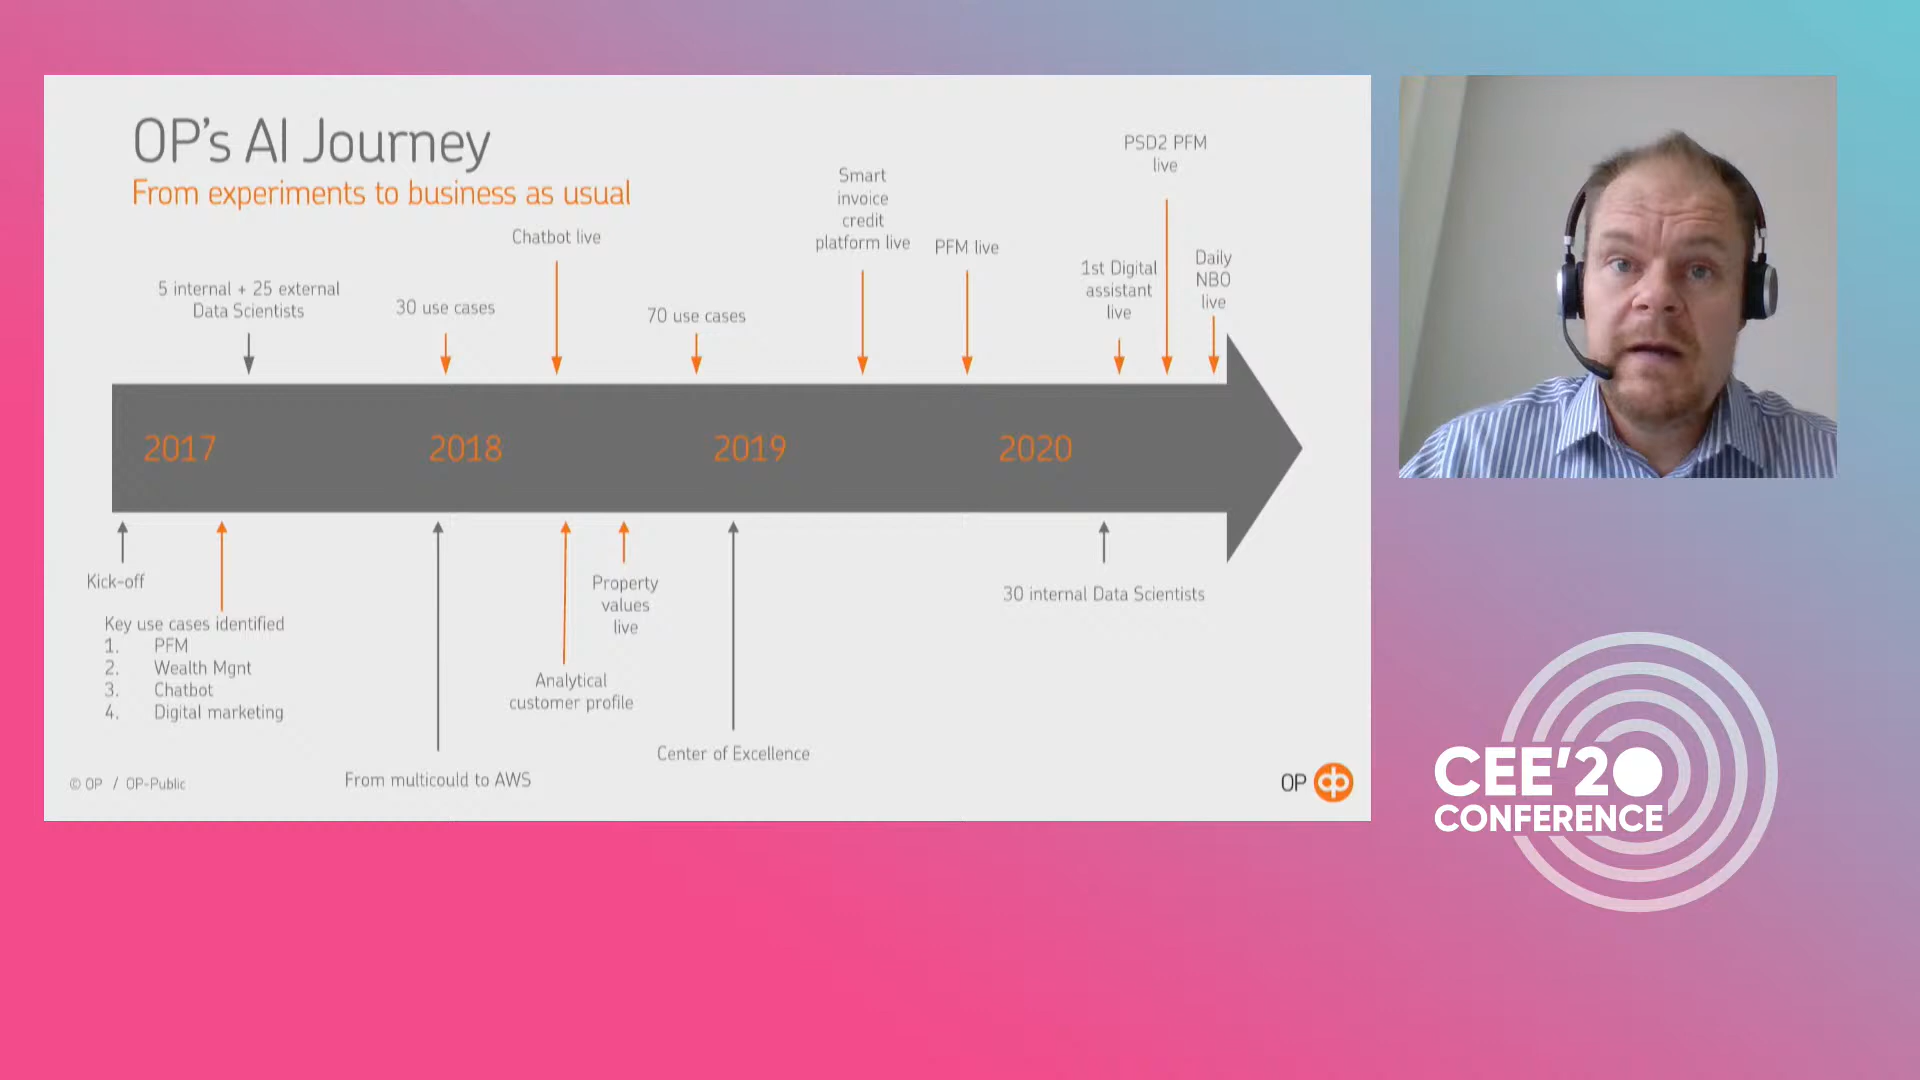 OP's AI Journey
From experiments to business as usual
5 internal + 25 external
Data Scientists
30 use cases
Chatbot live
70 use cases
Smart
invoice
credit
platform live
PFM live
1st Digital
assistant
live
PSD2 PFM
live
Daily
NBO
live
2017
2018
2019
2020
Kick-off
Key use cases identified
1. PFM
2. Wealth Mgnt
3. Chatbot
4. Digital marketing
From multicould to AWS
Analytical
customer profile
Property
values
live
Center of Excellence
30 internal Data Scientists
© OP / OP-Public
OP
CEE'20
CONFERENCE